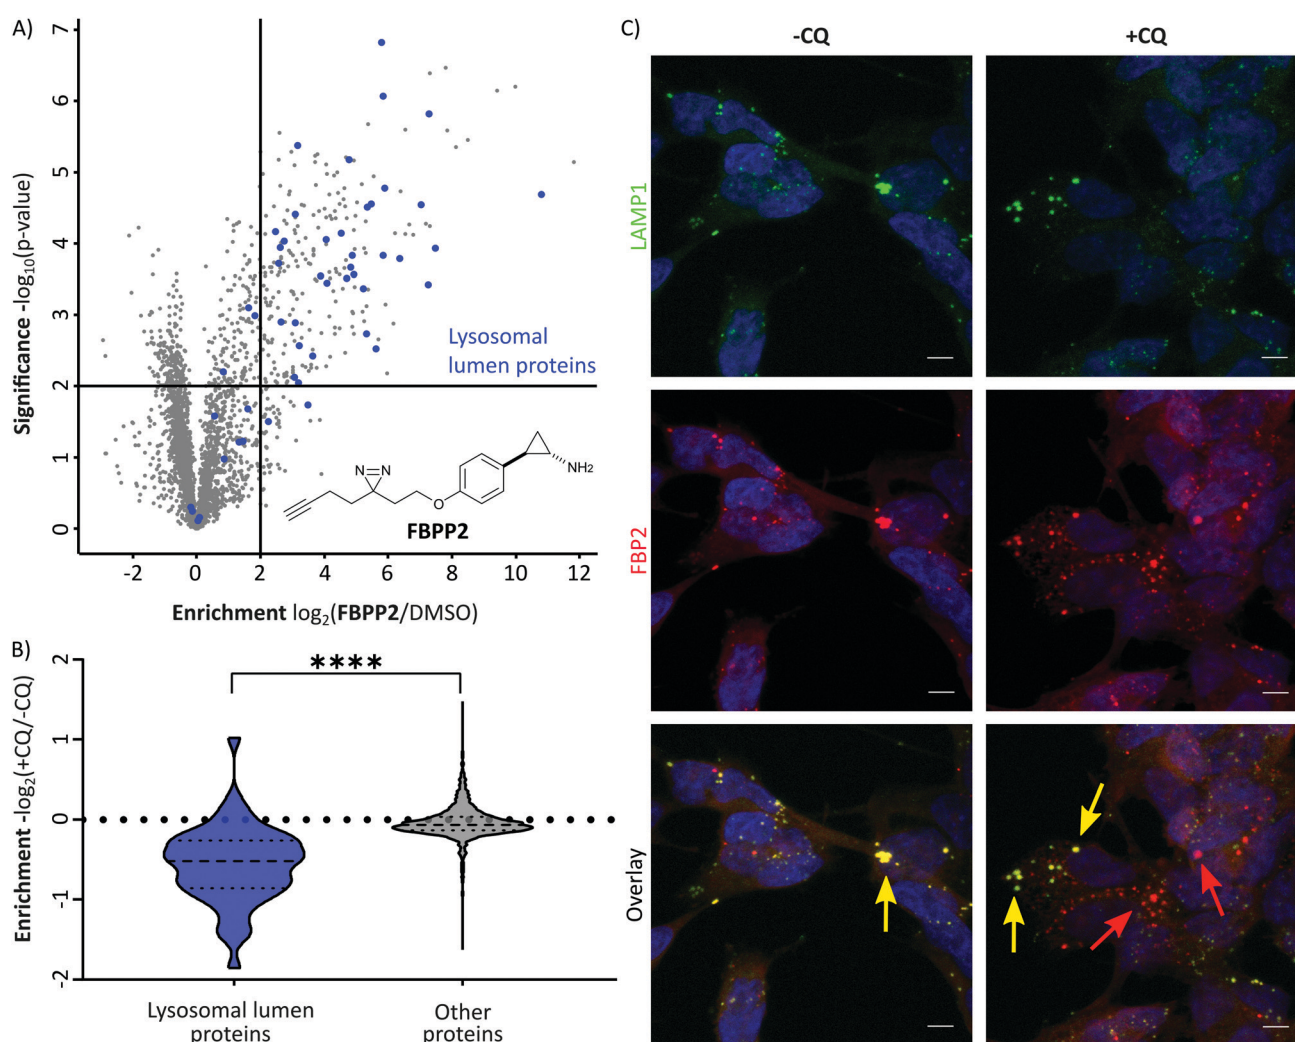 A)
7
6
5
4
3
2
1
0
Significance -log10(p-value)
Lysosomal
lumen proteins
N=N
O
NH2
FBPP2
-2 0 2 4 6 8 10 12
Enrichment log2(FBPP2/DMSO)
B)
2
1
0
-1
-2
Enrichment -log2(+CQ/-CQ)
****
Lysosomal lumen
proteins
Other
proteins
C)
-CQ
+CQ
LAMP1
FBP2
Overlay